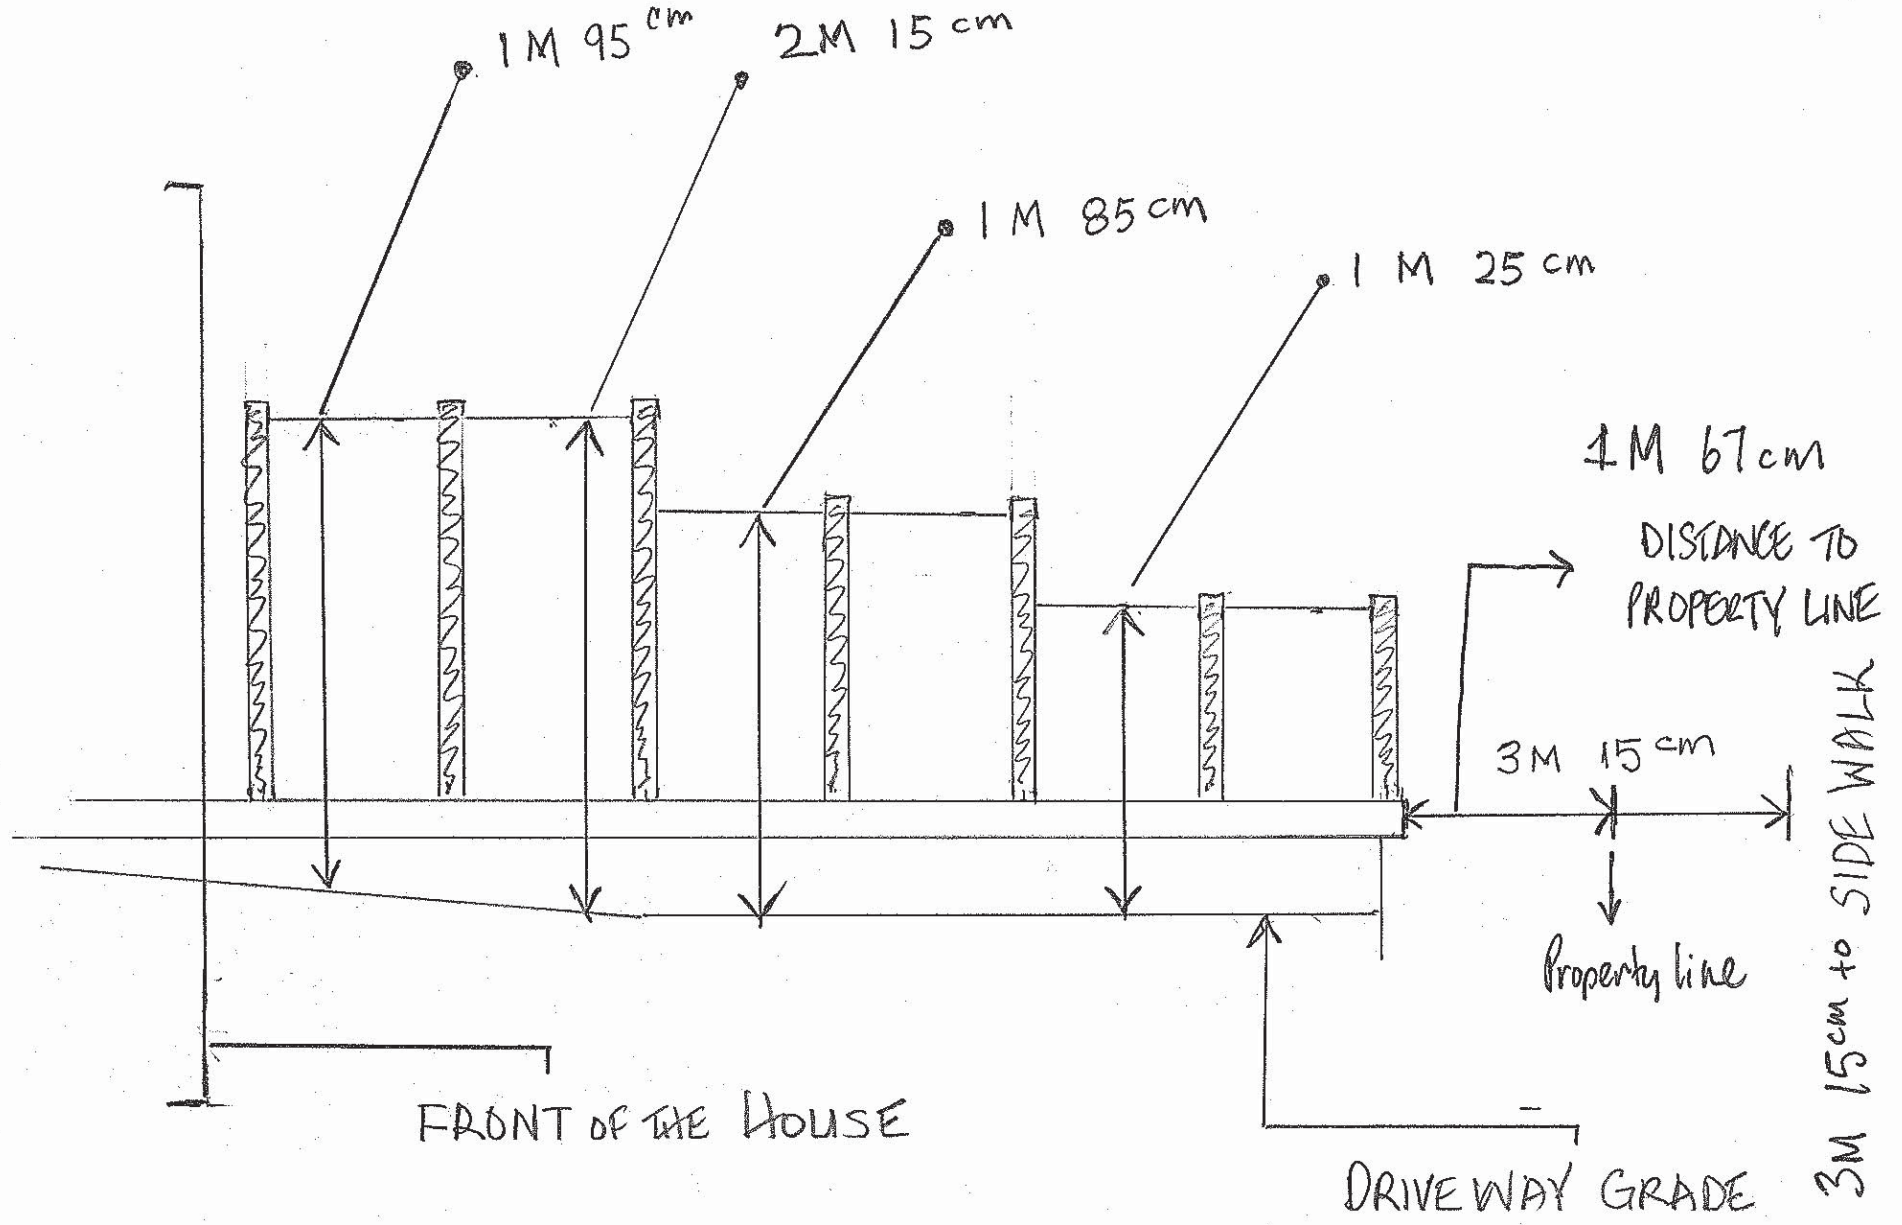 1 M 95 cm
2M 15 cm
1 M 85 cm
1 M 25 cm
1M 67cm
DISTANCE TO
PROPERTY LINE
3M 15 cm
Property line
3M 15cm to SIDE WALK
FRONT OF THE HOUSE
DRIVEWAY GRADE